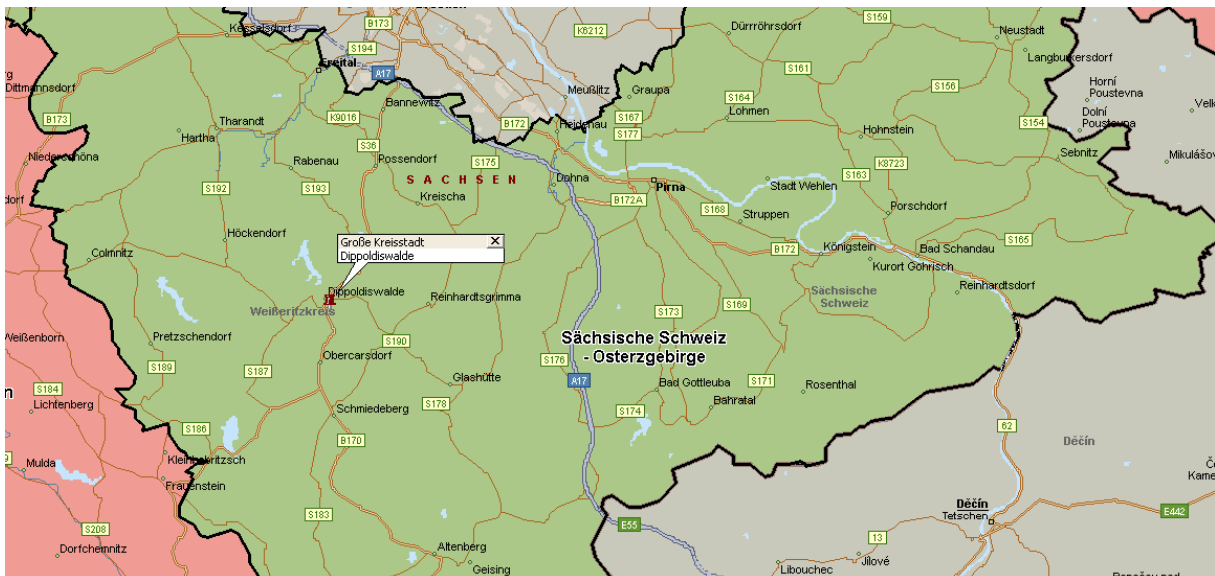 B173
Dürrröhrsdorf
S159
Neustadt
Kesselsdorf
K6212
S194
Langburkersdorf
Freital
A17
S161
Dittmannsdorf
Meußlitz
Graupa
S164
S156
Horní
Poustevna
Bannewitz
B173
K9016
Tharandt
Hartha
B172
Heidenau
S167
Lohmen
S177
Hohnstein
S154
Dolní
Poustevna
S36
Possendorf
S175
Niederschöna
Rabenau
Sebnitz
Mikulášov
K8723
S163
SACHSEN
Dohna
Pirna
Stadt Wehlen
S192
S193
Kreischa
B172A
S168
Struppen
Porschdorf
Höckendorf
Große Kreisstadt
Dippoldiswalde
B172
Königstein
Bad Schandau
S165
Colmnitz
Kurort Gohrisch
Dippoldiswalde
Reinhardtsgrimma
Sächsische
Schweiz
Reinhardtsdorf
Weißeritzkreis
S173
S169
Weißenborn
Pretzschendorf
S190
Sächsische Schweiz
- Osterzgebirge
Obercarsdorf
S176
S189
S187
Glashütte
A17
Bad Gottleuba
S171
Rosenthal
S184
Lichtenberg
Schmiedeberg
S178
S174
Bahratal
S186
B170
62
Děčín
Kleinbobritzsch
Mulda
Frauenstein
Děčín
Tetschen
E442
S183
E55
S208
13
Dorfchemnitz
Altenberg
Geising
Jílové
Libouchec